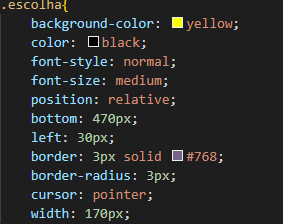 .escolha{
background-color: yellow;
color: black;
font-style: normal;
font-size: medium;
position: relative;
bottom: 470px;
left: 30px;
border: 3px solid #768;
border-radius: 3px;
cursor: pointer;
width: 170px;